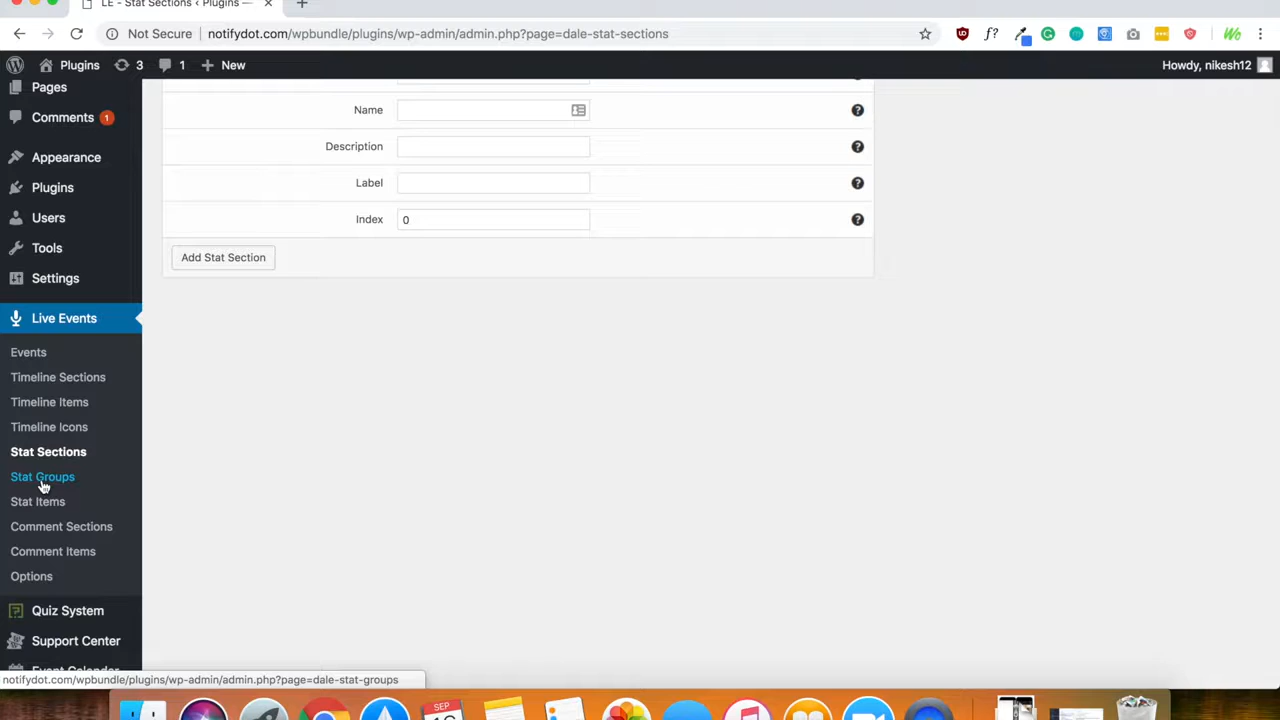 LE - Stat Sections ‹ Plugins —
Not Secure notifydot.com/wpbundle/plugins/wp-admin/admin.php?page=dale-stat-sections
Plugins 3 1 New Howdy, nikesh12
Pages
Comments 1
Appearance
Plugins
Users
Tools
Settings
Live Events
Events
Timeline Sections
Timeline Items
Timeline Icons
Stat Sections
Stat Groups
Stat Items
Comment Sections
Comment Items
Options
Quiz System
Support Center
Event Calendar
Name
Description
Label
Index 0
Add Stat Section
notifydot.com/wpbundle/plugins/wp-admin/admin.php?page=dale-stat-groups
SEP